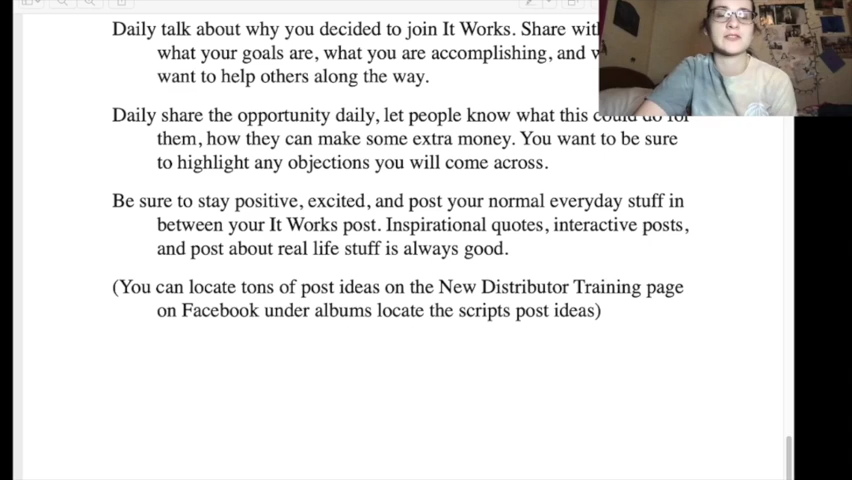 Daily talk about why you decided to join It Works. Share
what your goals are, what you are accomplishing, and
want to help others along the way.
Daily share the opportunity daily, let people know what this could do for
them, how they can make some extra money. You want to be sure
to highlight any objections you will come across.
Be sure to stay positive, excited, and post your normal everyday stuff in
between your It Works post. Inspirational quotes, interactive posts,
and post about real life stuff is always good.
(You can locate tons of post ideas on the New Distributor Training page
on Facebook under albums locate the scripts post ideas)